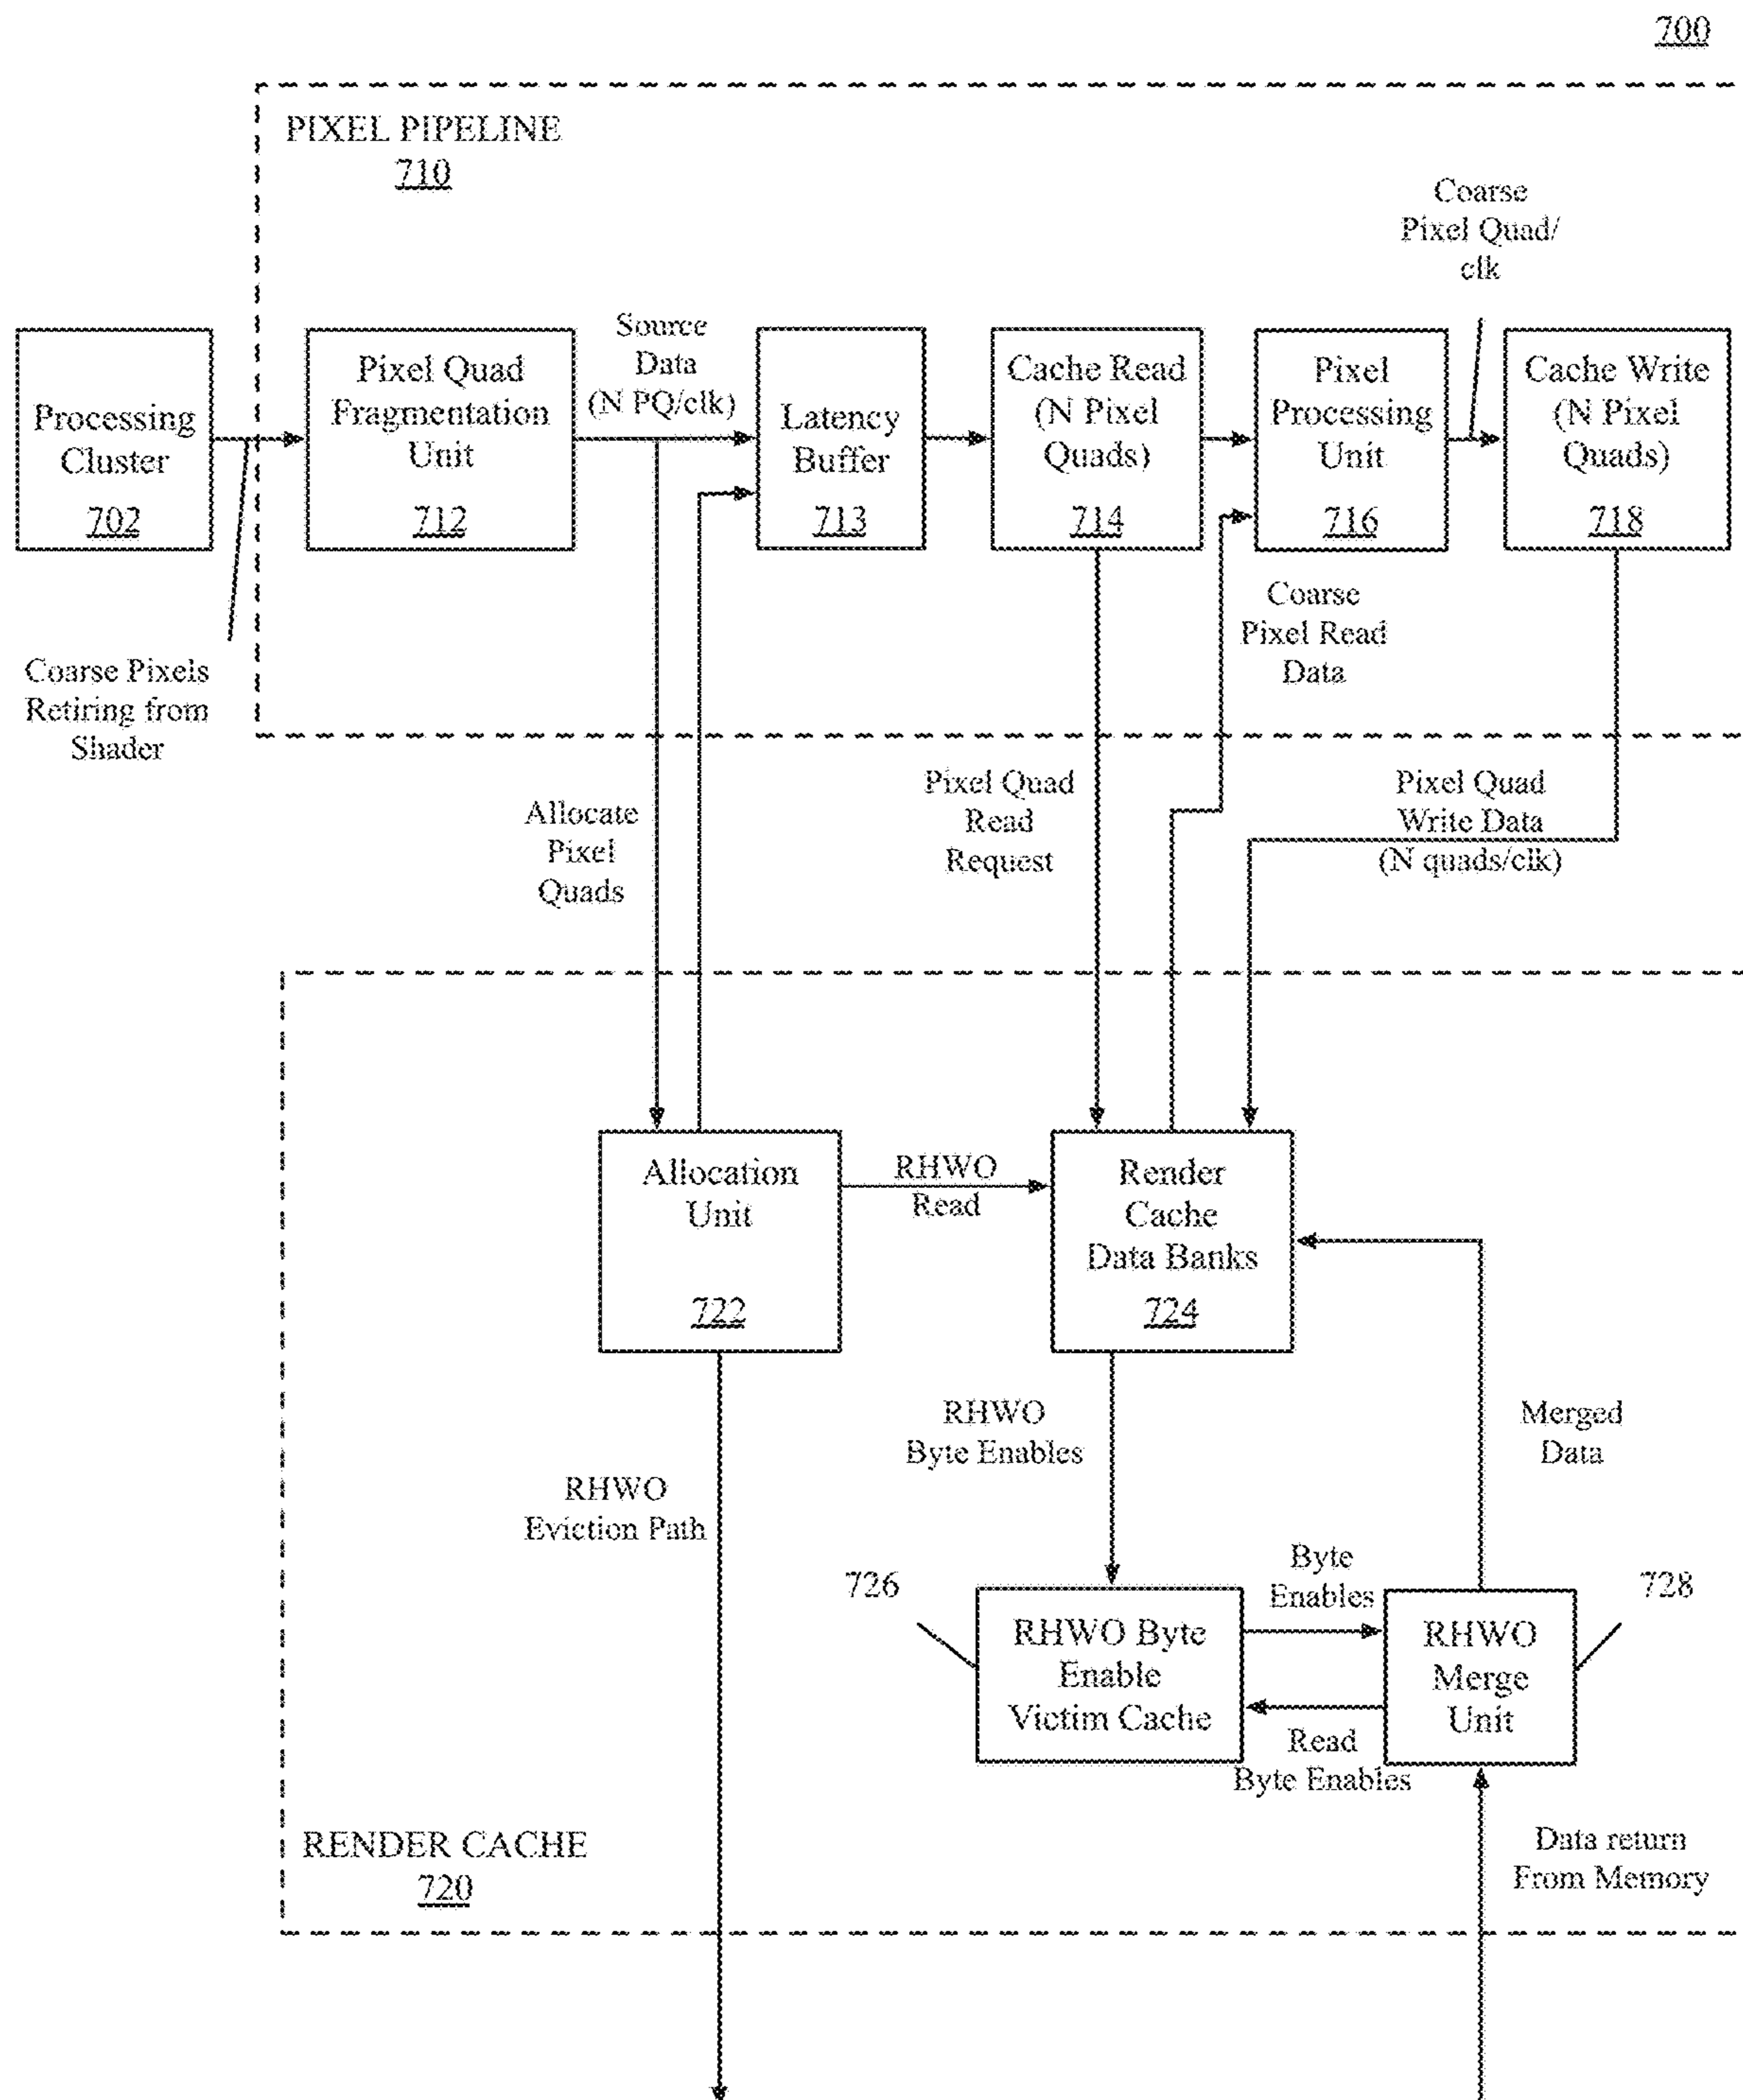 700
PIXEL PIPELINE
710
Coarse
Pixel Quad/
clk
Processing
Cluster
702
Pixel Quad
Fragmentation
Unit
712
Source
Data
(N PQ/clk)
Latency
Buffer
713
Cache Read
(N Pixel
Quads)
714
Pixel
Processing
Unit
716
Cache Write
(N Pixel
Quads)
718
Coarse Pixels
Retiring from
Shader
Coarse
Pixel Read
Data
Allocate
Pixel
Quads
Pixel Quad
Read
Request
Pixel Quad
Write Data
(N quads/clk)
Allocation
Unit
722
RHWO
Read
Render
Cache
Data Banks
724
RHWO
Byte Enables
Merged
Data
RHWO
Eviction Path
726
Byte
Enables
728
RHWO Byte
Enable
Victim Cache
RHWO
Merge
Unit
Read
Byte Enables
RENDER CACHE
720
Data return
From Memory